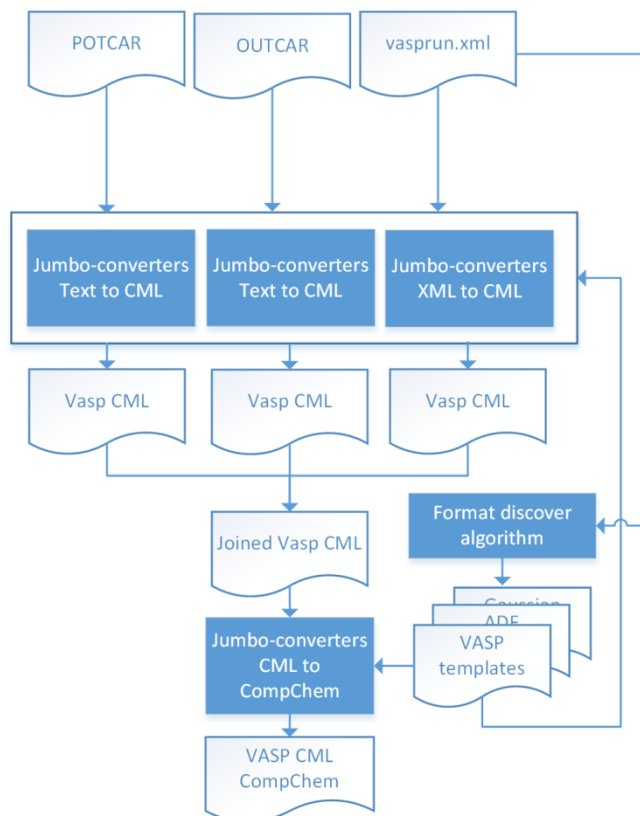 POTCAR
OUTCAR
vasprun.xml
Jumbo-converters
Text to CML
Jumbo-converters
Text to CML
Jumbo-converters
XML to CML
Vasp CML
Vasp CML
Vasp CML
Format discover
algorithm
Joined Vasp CML
Gaussian
ADF
VASP
templates
Jumbo-converters
CML to
CompChem
VASP CML
CompChem